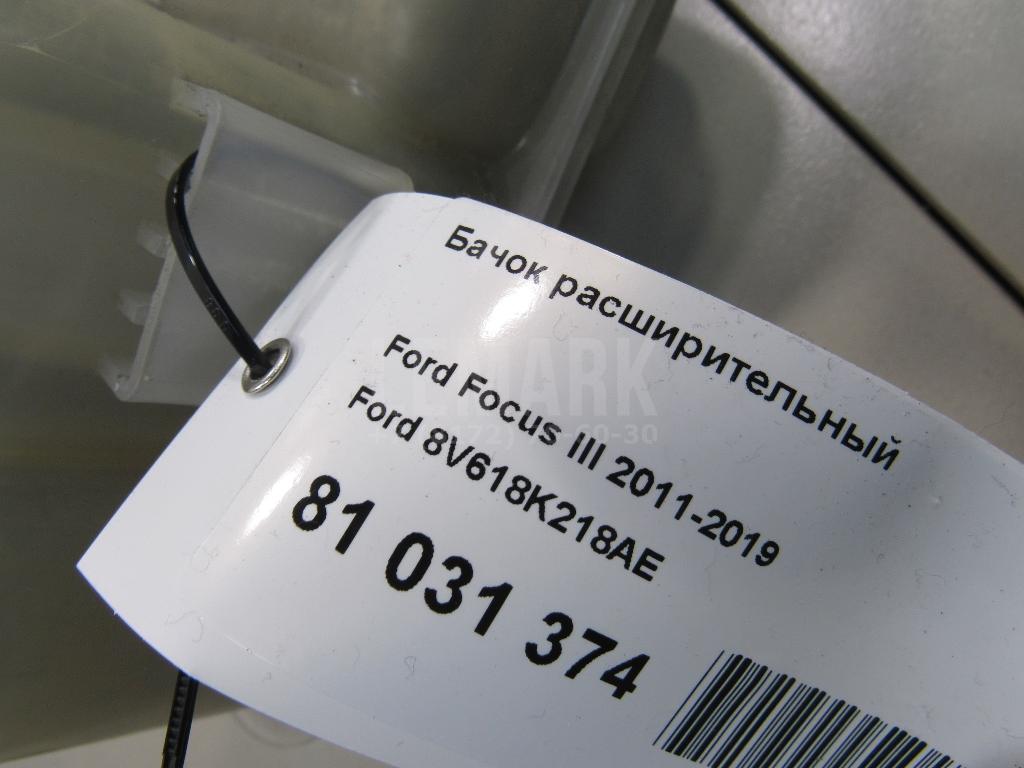 Бачок расширительный
Ford Focus III 2011-2019
Ford 8V618K218AE
81 031 374